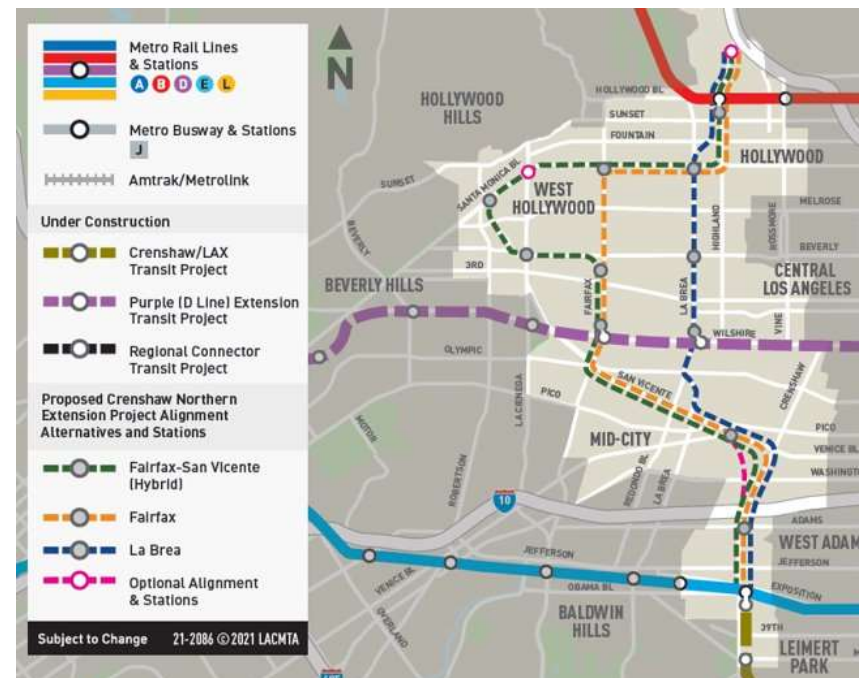 Metro Rail Lines
& Stations
A B D E L
Metro Busway & Stations
J
Amtrak/Metrolink
Under Construction
Crenshaw/LAX
Transit Project
Purple (D Line) Extension
Transit Project
Regional Connector
Transit Project
Proposed Crenshaw Northern
Extension Project Alignment
Alternatives and Stations
Fairfax-San Vicente
(Hybrid)
Fairfax
La Brea
Optional Alignment
& Stations
Subject to Change 21-2086 ©2021 LACMTA
N
HOLLYWOOD
HILLS
HOLLYWOOD BL
SUNSET
FOUNTAIN
HOLLYWOOD
SUNSET
SANTA MONICA BL
WEST
HOLLYWOOD
MELROSE
BEVERLY
HIGHLAND
ROSSMORE
BEVERLY
3RD
BEVERLY HILLS
FAIRFAX
LA BREA
CENTRAL
LOS ANGELES
WILSHIRE
VINE
OLYMPIC
LA CIENEGA
SAN VICENTE
CRENSHAW
PICO
MOTOR
MID-CITY
PICO
VENICE BL
REDONDO BL
LA BREA
WASHINGT
ROBERTSON
10
ADAMS
WEST ADAM
JEFFERSON
JEFFERSON
VENICE BL
OBAMA BL
EXPOSITION
OVERLAND
BALDWIN
HILLS
39TH
LEIMERT
PARK